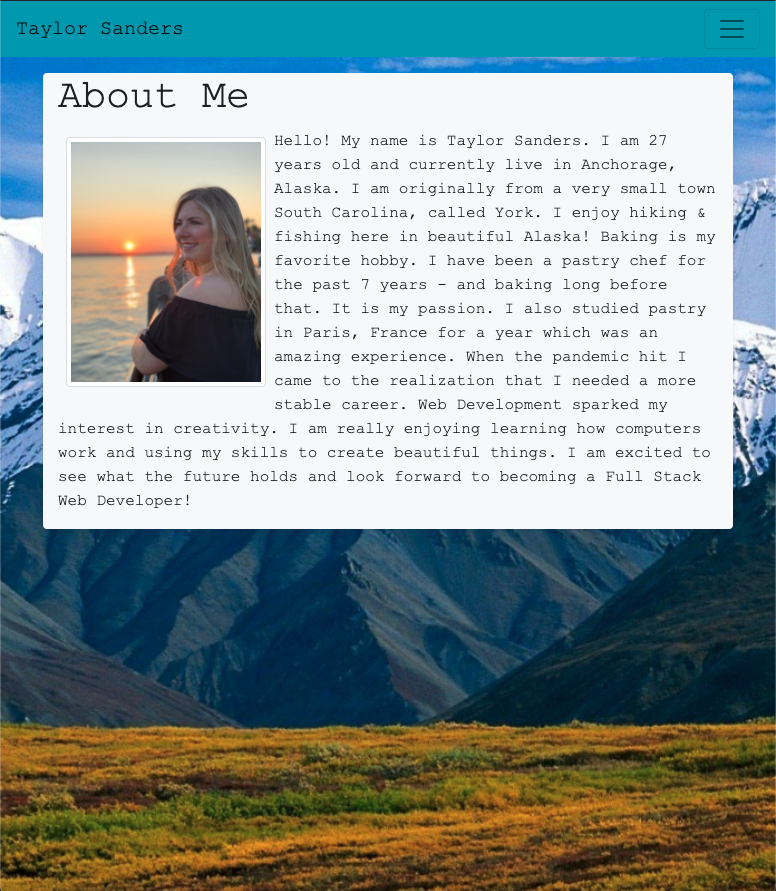 Taylor Sanders
About Me
Hello! My name is Taylor Sanders. I am 27
years old and currently live in Anchorage,
Alaska. I am originally from a very small town
South Carolina, called York. I enjoy hiking &
fishing here in beautiful Alaska! Baking is my
favorite hobby. I have been a pastry chef for
the past 7 years - and baking long before
that. It is my passion. I also studied pastry
in Paris, France for a year which was an
amazing experience. When the pandemic hit I
came to the realization that I needed a more
stable career. Web Development sparked my
interest in creativity. I am really enjoying learning how computers
work and using my skills to create beautiful things. I am excited to
see what the future holds and look forward to becoming a Full Stack
Web Developer!